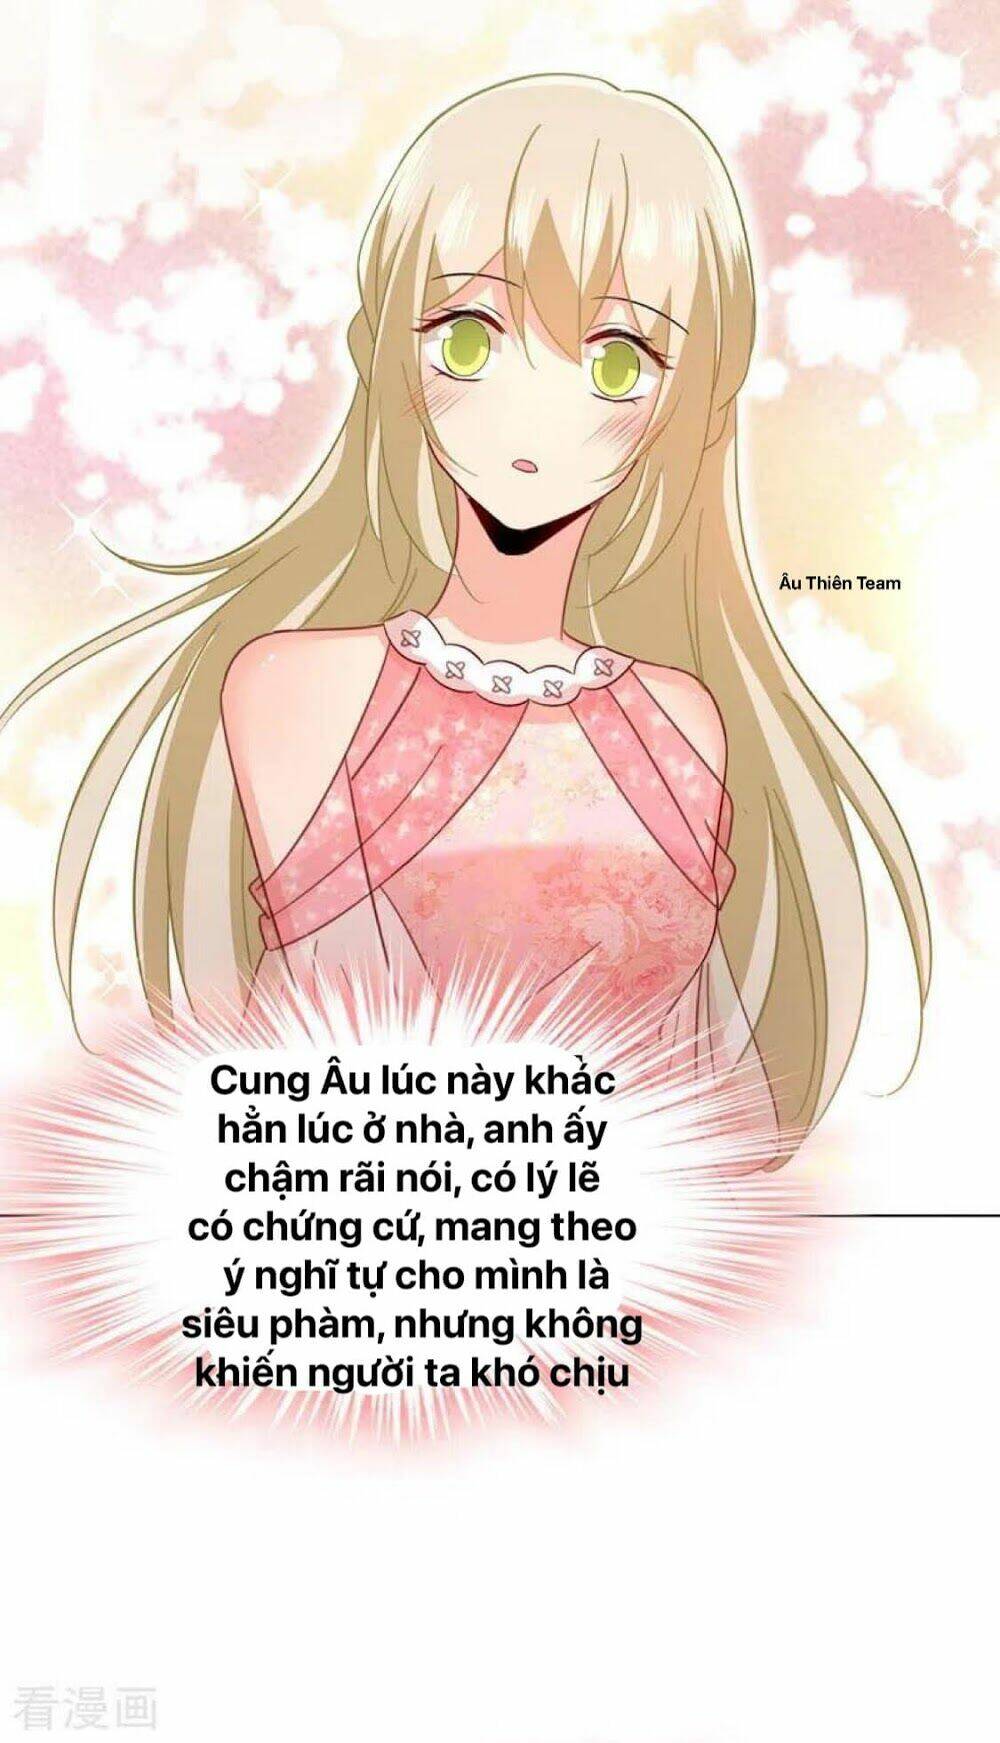 Âu Thiên Team
Cung Âu lúc này khác
hẳn lúc ở nhà, anh ấy
chậm rãi nói, có lý lẽ
có chứng cứ, mang theo
ý nghĩ tự cho mình là
siêu phàm, nhưng không
khiến người ta khó chịu
看漫画